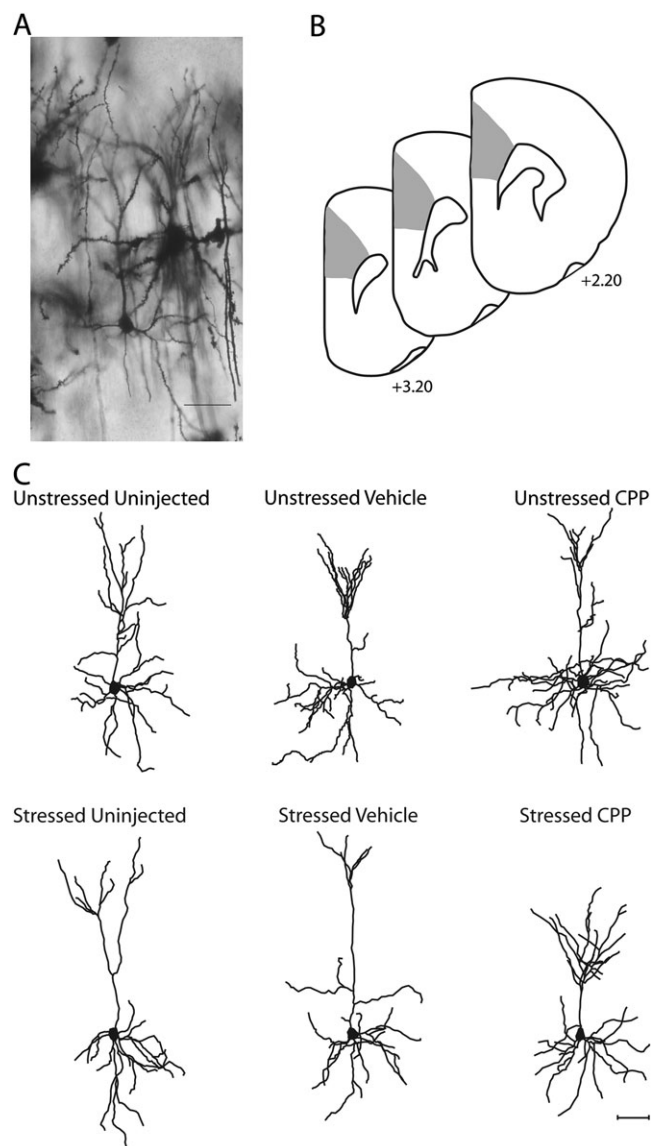 A
B
+2.20
+3.20
C
Unstressed Uninjected
Unstressed Vehicle
Unstressed CPP
Stressed Uninjected
Stressed Vehicle
Stressed CPP